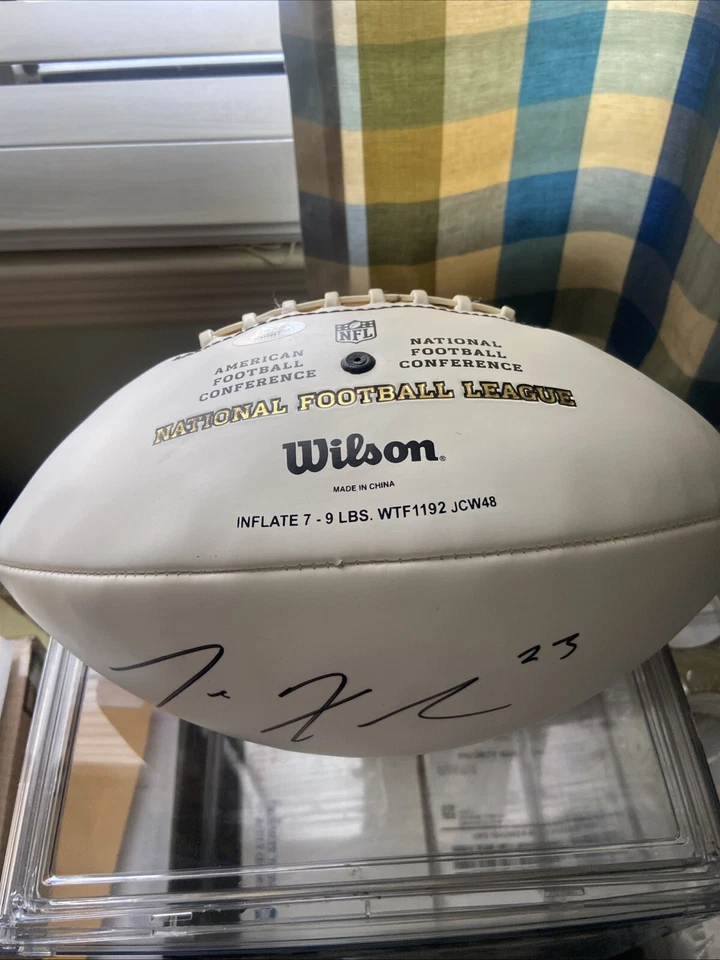 NFL
AMERICAN
FOOTBALL
CONFERENCE
NATIONAL
FOOTBALL
CONFERENCE
NATIONAL FOOTBALL LEAGUE
Wilson®
MADE IN CHINA
INFLATE 7 - 9 LBS. WTF1192 JCW48
23